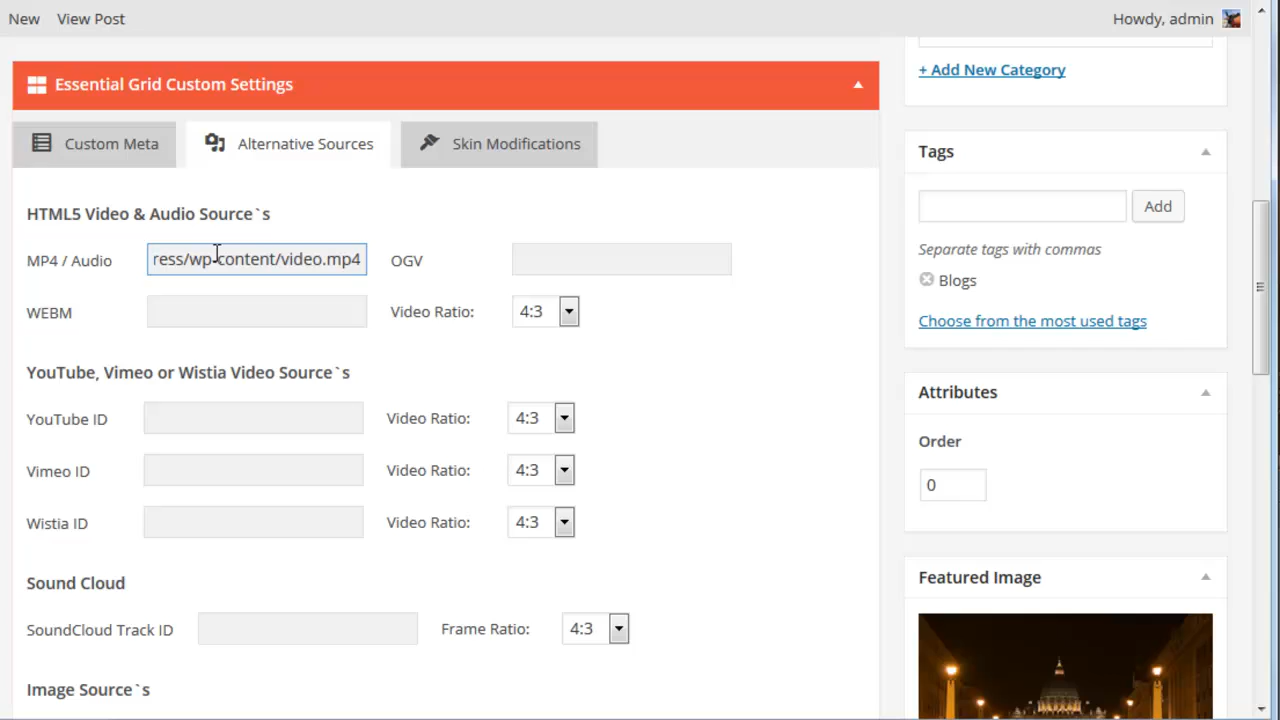 New View Post Howdy, admin
+ Add New Category
Essential Grid Custom Settings
Custom Meta Alternative Sources Skin Modifications
Tags
Add
HTML5 Video & Audio Source`s
MP4 / Audio ress/wp-content/video.mp4 OGV
Separate tags with commas
Blogs
WEBM Video Ratio: 4:3
Choose from the most used tags
YouTube, Vimeo or Wistia Video Source`s
Attributes
YouTube ID Video Ratio: 4:3
Order
Vimeo ID Video Ratio: 4:3
0
Wistia ID Video Ratio: 4:3
Sound Cloud
Featured Image
SoundCloud Track ID Frame Ratio: 4:3
Image Source`s